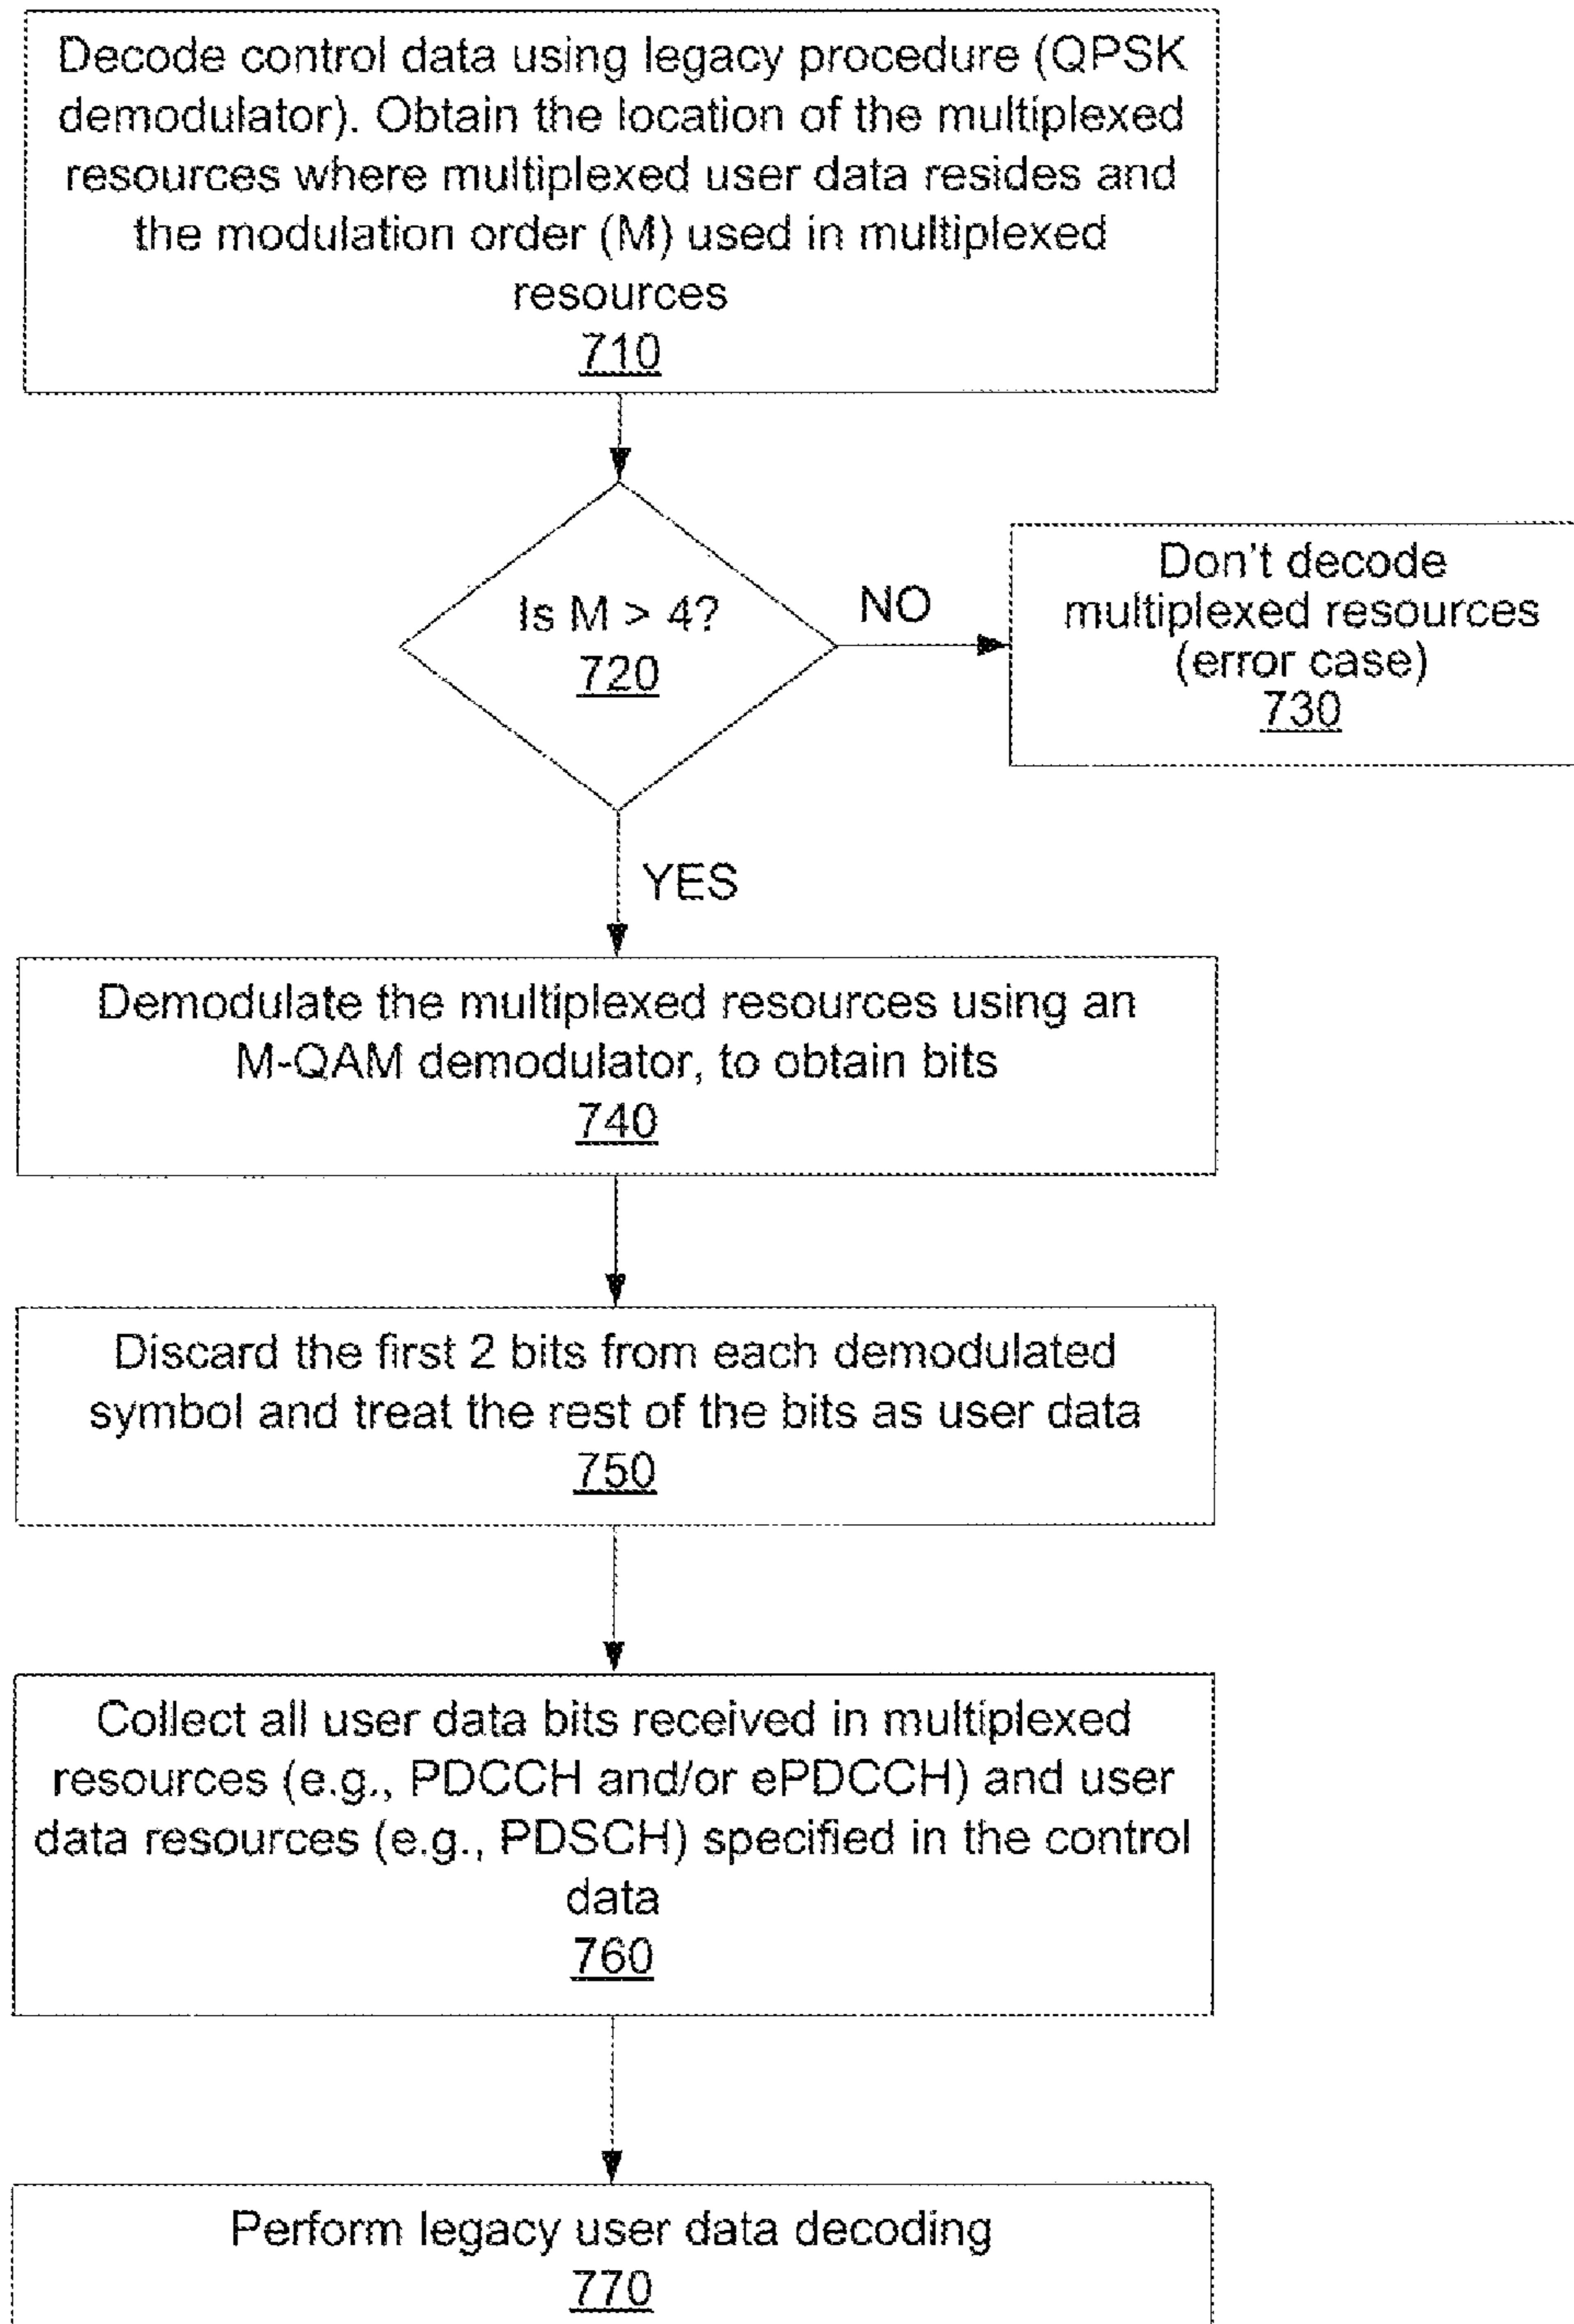 Decode control data using legacy procedure (QPSK
demodulator). Obtain the location of the multiplexed
resources where multiplexed user data resides and
the modulation order (M) used in multiplexed
resources
710
Is M > 4?
720
NO
Don't decode
multiplexed resources
(error case)
730
YES
Demodulate the multiplexed resources using an
M-QAM demodulator, to obtain bits
740
Discard the first 2 bits from each demodulated
symbol and treat the rest of the bits as user data
750
Collect all user data bits received in multiplexed
resources (e.g., PDCCH and/or ePDCCH) and user
data resources (e.g., PDSCH) specified in the control
data
760
Perform legacy user data decoding
770